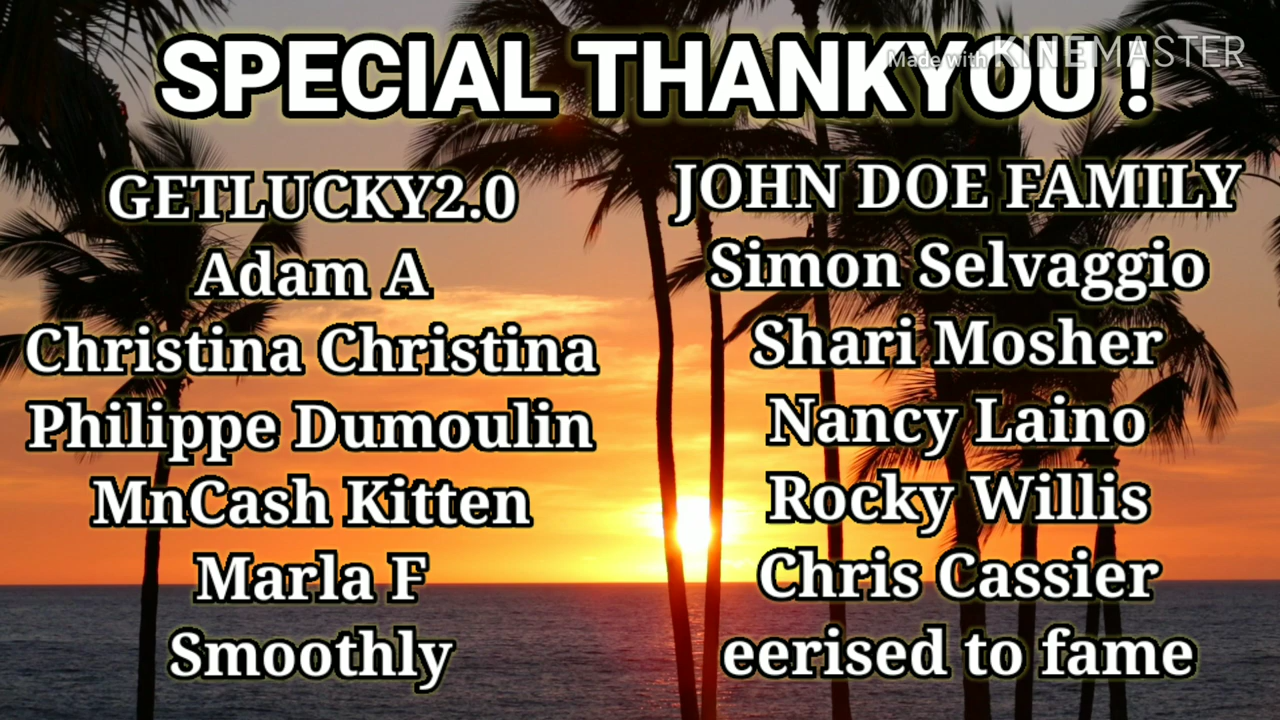 SPECIAL THANKYOU !
Made with KINEMASTER
GETLUCKY2.0
Adam A
Christina Christina
Philippe Dumoulin
MnCash Kitten
Marla F
Smoothly
JOHN DOE FAMILY
Simon Selvaggio
Shari Mosher
Nancy Laino
Rocky Willis
Chris Cassier
eerised to fame